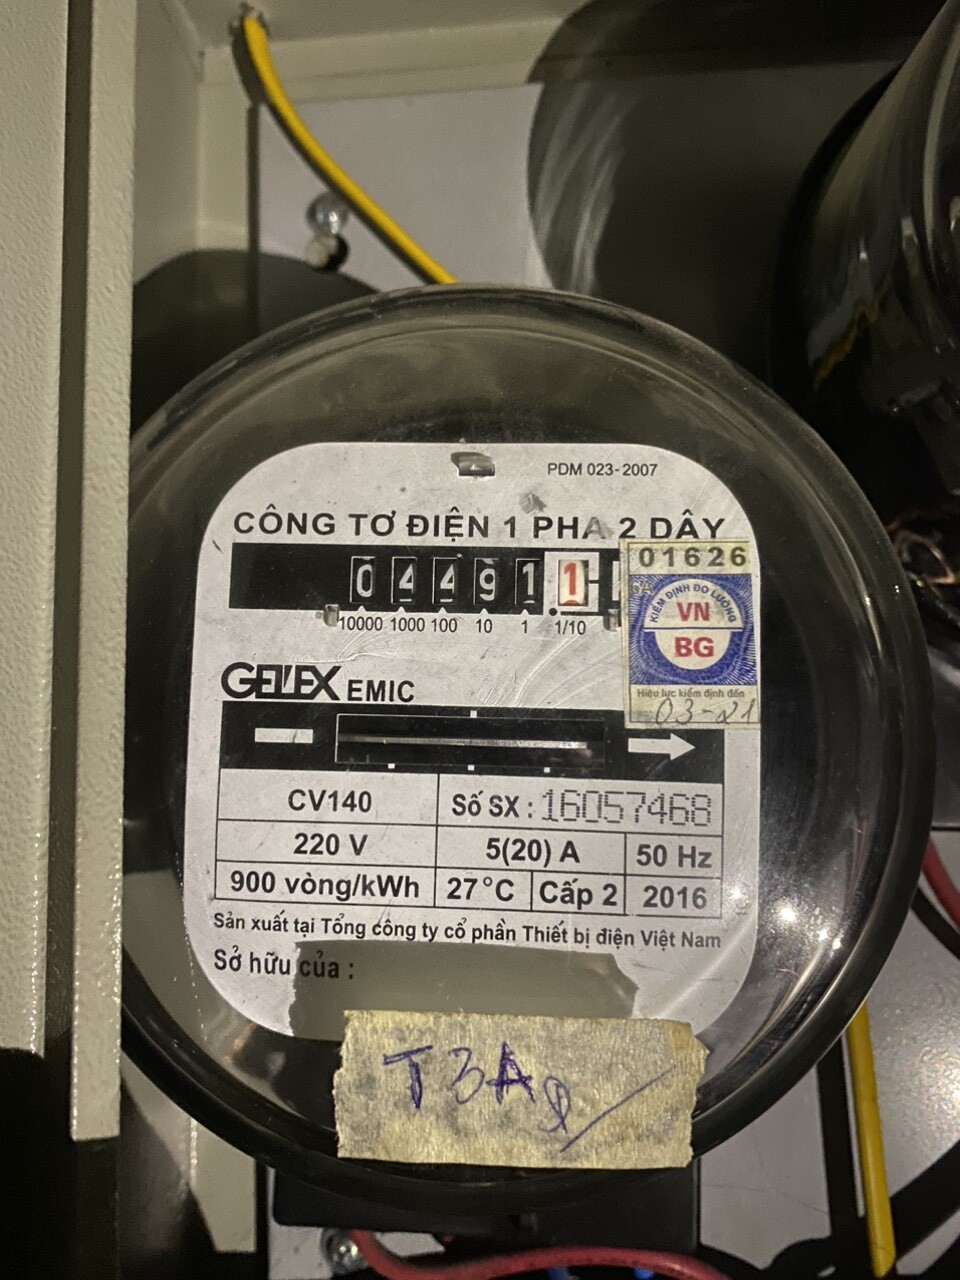 PDM 023-2007
CÔNG TƠ ĐIỆN 1 PHA 2 DÂY
01626
0 4 4 9 1 1
KIỂM ĐỊNH ĐO LƯỜNG
VN
BG
10000 1000 100 10 1 1/10
Hiệu lực kiểm định đến
03-21
GELEX EMIC
CV140 Số SX : 16057468
220 V 5(20) A 50 Hz
900 vòng/kWh 27°C Cấp 2 2016
Sản xuất tại Tổng công ty cổ phần Thiết bị điện Việt Nam
Sở hữu của :
T3A